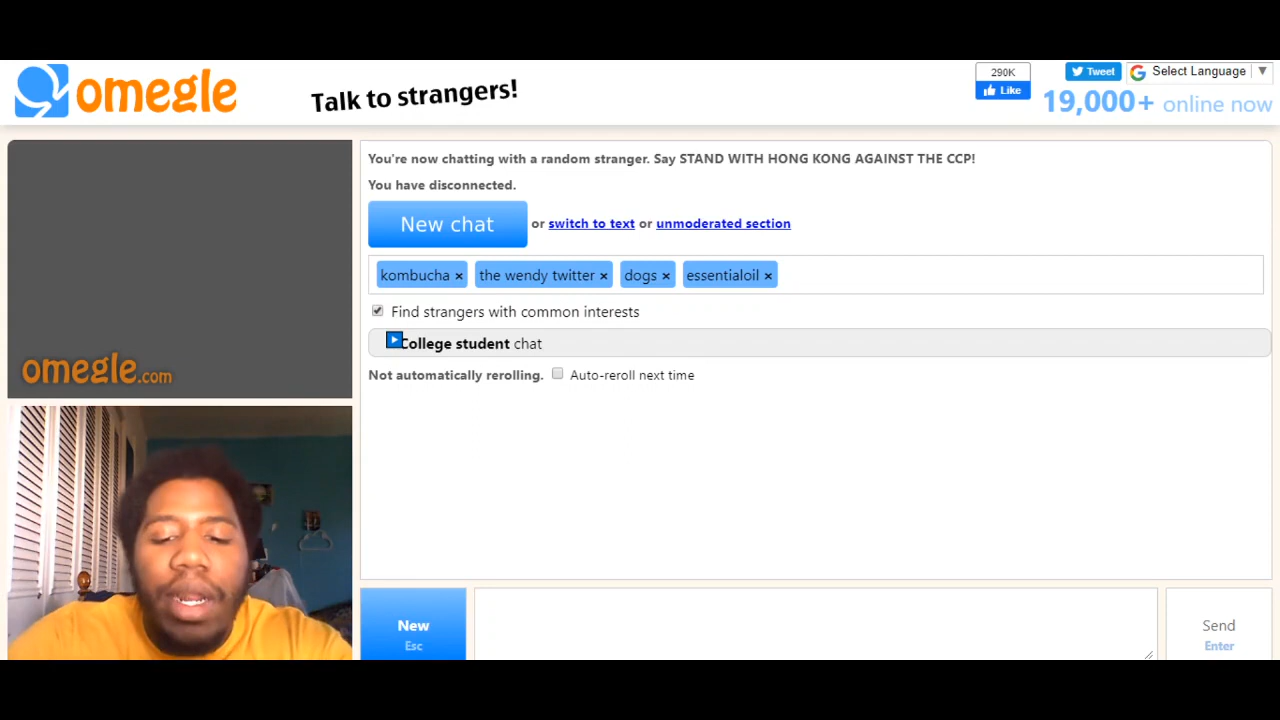 omegle
Talk to strangers!
290K
Like
Tweet
Select Language
19,000+ online now
You're now chatting with a random stranger. Say STAND WITH HONG KONG AGAINST THE CCP!
You have disconnected.
New chat or switch to text or unmoderated section
kombucha × the wendy twitter × dogs × essentialoil ×
Find strangers with common interests
College student chat
Not automatically rerolling. Auto-reroll next time
omegle.com
New
Esc
Send
Enter